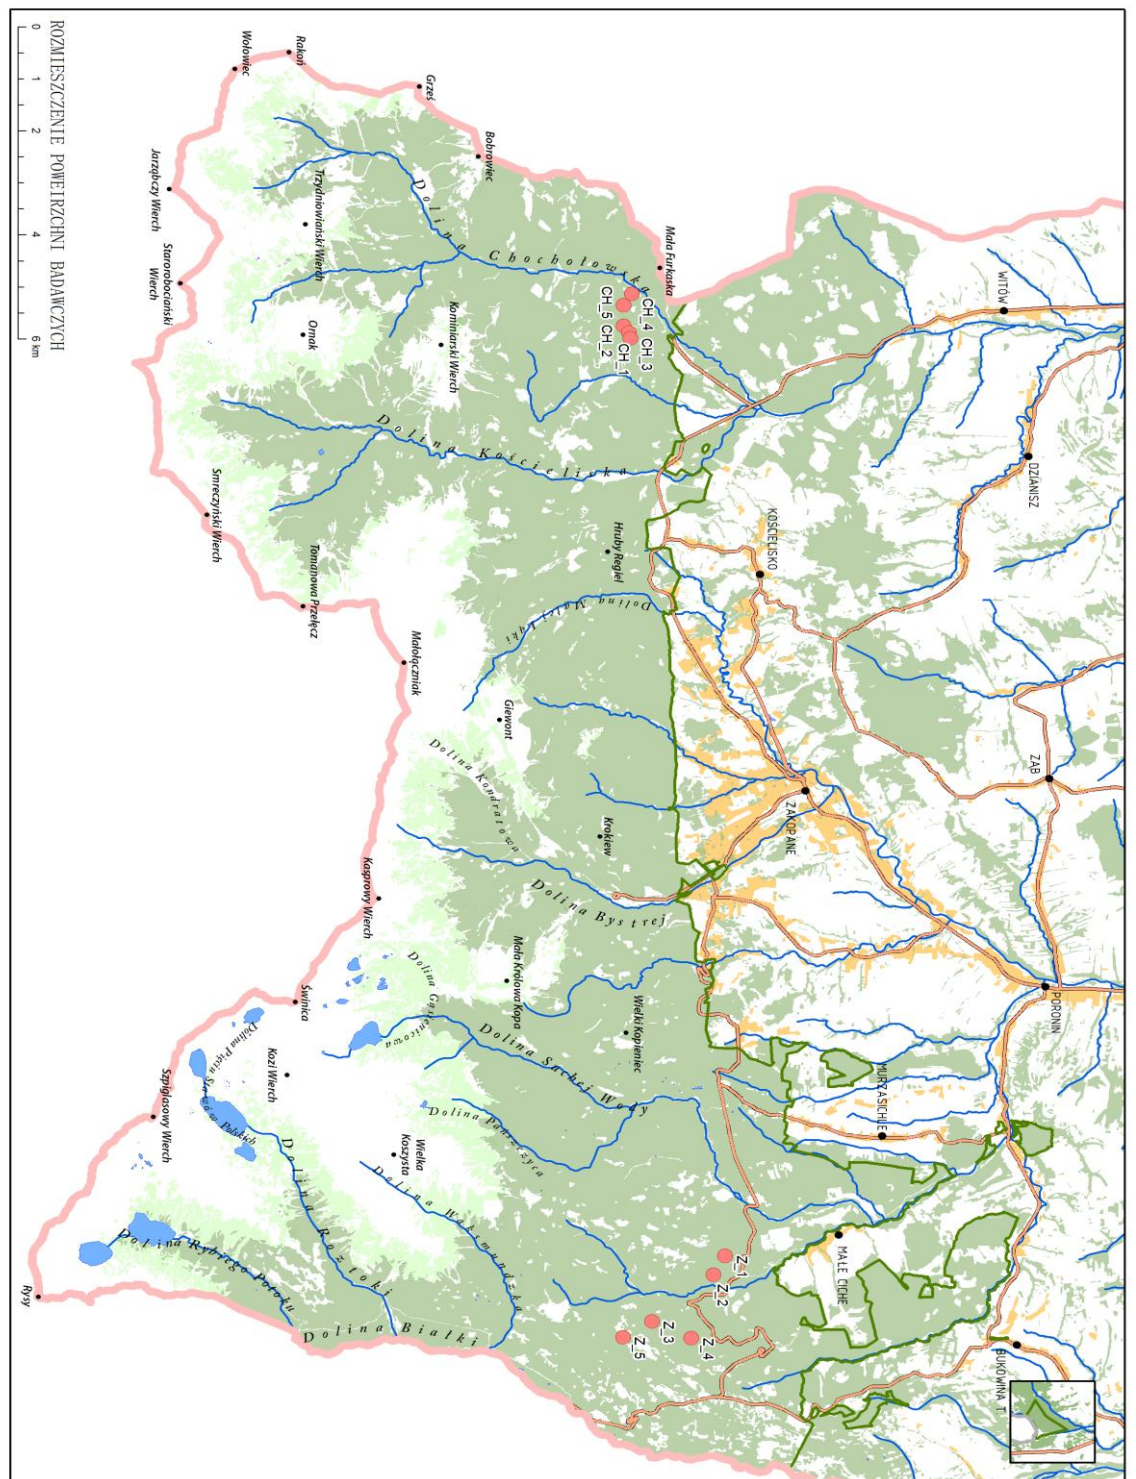 ROZMIESZCZENIE POWEIRZCHNI BADAWCZYCH
0 1 2 4 6 km
WITÓW
DZIANISZ
ZĄB
PORONIN
BUKOWINA T.
KOŚCIELISKO
ZAKOPANE
MURZASICHLE
MAŁE CICHE
Mała Furkaska
CH_4
CH_3
CH_5
CH_2
CH_1
Hruby Regiel
Krokiew
Wielki Kopieniec
Z_1
Z_2
Z_4
Z_3
Z_5
Bobrowiec
Grześ
Rakoń
Wołowiec
Dolina Chochołowska
Kominiarski Wierch
Trzydniowiański Wierch
Ornak
Jarząbczy Wierch
Starorobociański
Wierch
Dolina Kościeliska
Smreczyński Wierch
Tomanowa Przełęcz
Dolina Małej Łąki
Małołączniak
Giewont
Dolina Kondratowa
Dolina Bystrej
Kasprowy Wierch
Mała Królowa Kopa
Dolina Gąsienicowa
Dolina Suchej Wody
Świnica
Dolina Pańszczyca
Kozi Wierch
Dolina Pięciu Stawów Polskich
Wielka
Koszysta
Szpiglasowy Wierch
Dolina Waksmundzka
Dolina Roztoki
Dolina Rybiego Potoku
Dolina Białki
Rysy